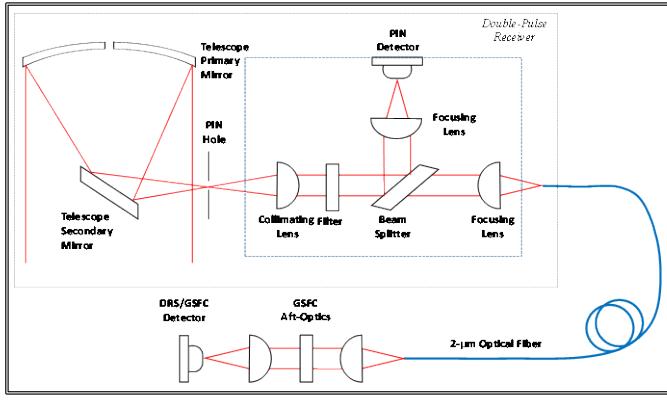 Double-Pulse
Receiver
Telescope
Primary
Mirror
PIN
Detector
PIN
Hole
Focusing
Lens
Telescope
Secondary
Mirror
Collimating
Lens
Filter
Beam
Splitter
Focusing
Lens
DRS/GSFC
Detector
GSFC
Aft-Optics
2-μm Optical Fiber